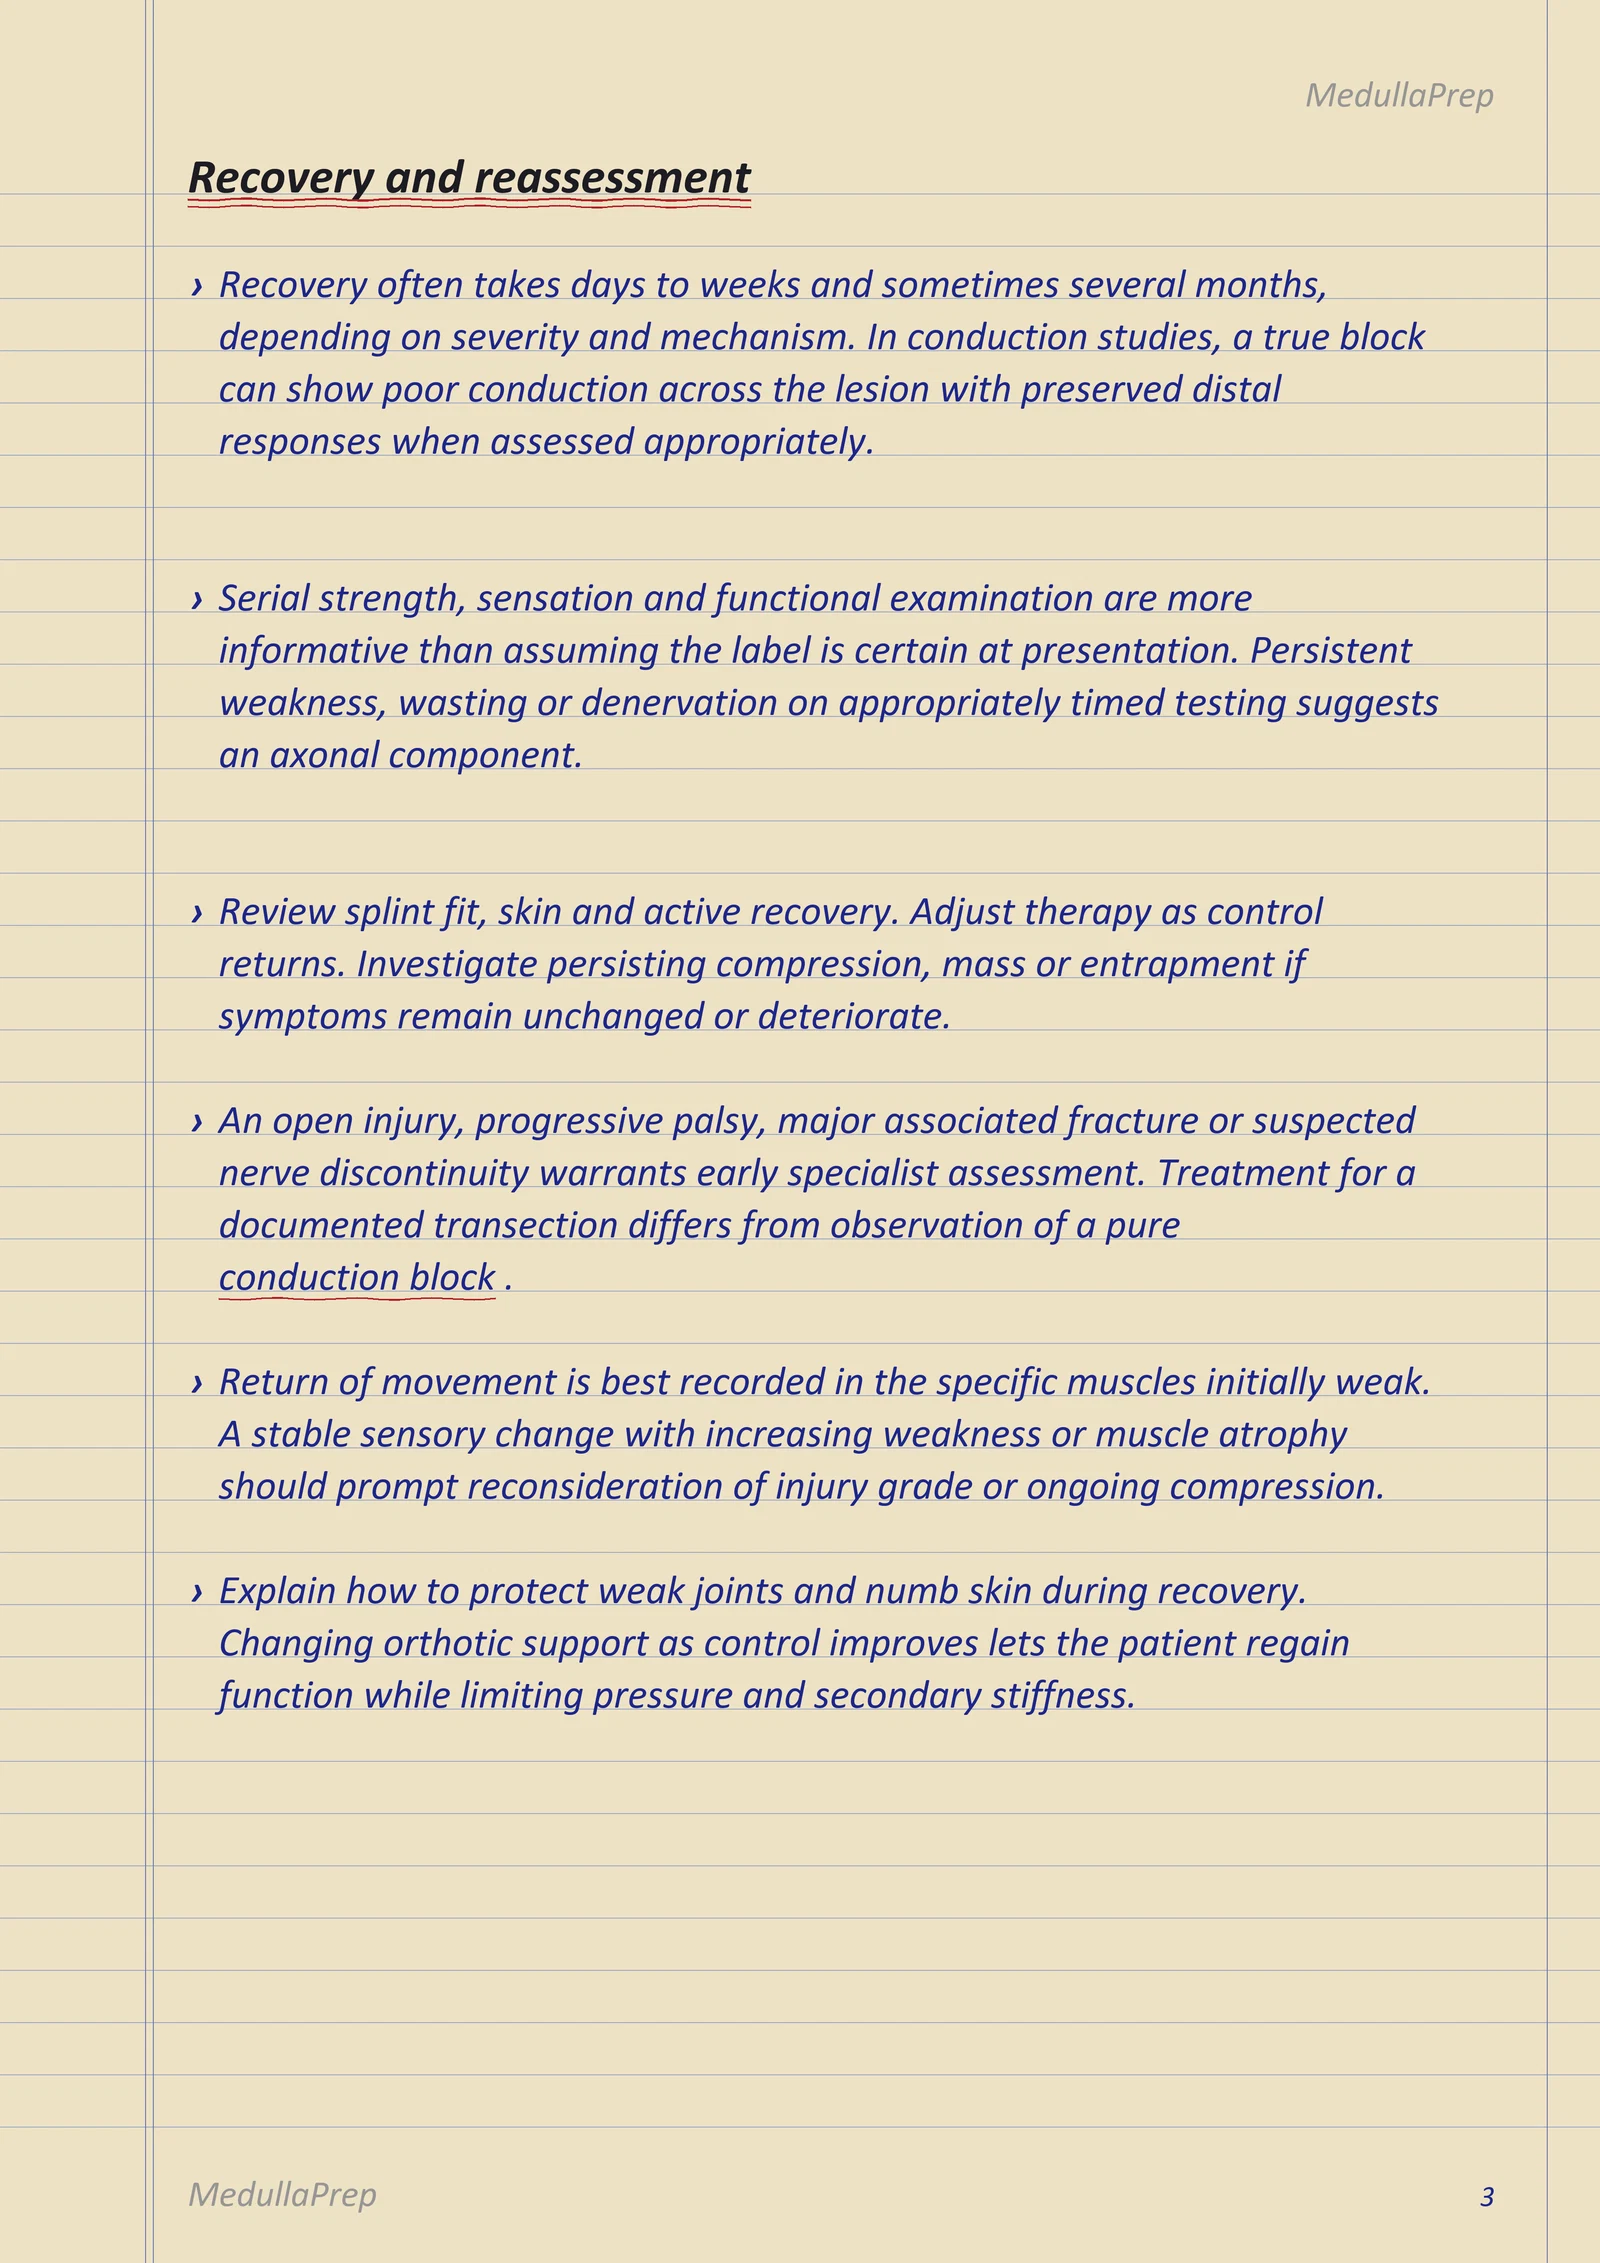 MedullaPrep
Recovery and reassessment
› Recovery often takes days to weeks and sometimes several months,
depending on severity and mechanism. In conduction studies, a true block
can show poor conduction across the lesion with preserved distal
responses when assessed appropriately.
› Serial strength, sensation and functional examination are more
informative than assuming the label is certain at presentation. Persistent
weakness, wasting or denervation on appropriately timed testing suggests
an axonal component.
› Review splint fit, skin and active recovery. Adjust therapy as control
returns. Investigate persisting compression, mass or entrapment if
symptoms remain unchanged or deteriorate.
› An open injury, progressive palsy, major associated fracture or suspected
nerve discontinuity warrants early specialist assessment. Treatment for a
documented transection differs from observation of a pure
conduction block .
› Return of movement is best recorded in the specific muscles initially weak.
A stable sensory change with increasing weakness or muscle atrophy
should prompt reconsideration of injury grade or ongoing compression.
› Explain how to protect weak joints and numb skin during recovery.
Changing orthotic support as control improves lets the patient regain
function while limiting pressure and secondary stiffness.
MedullaPrep
3